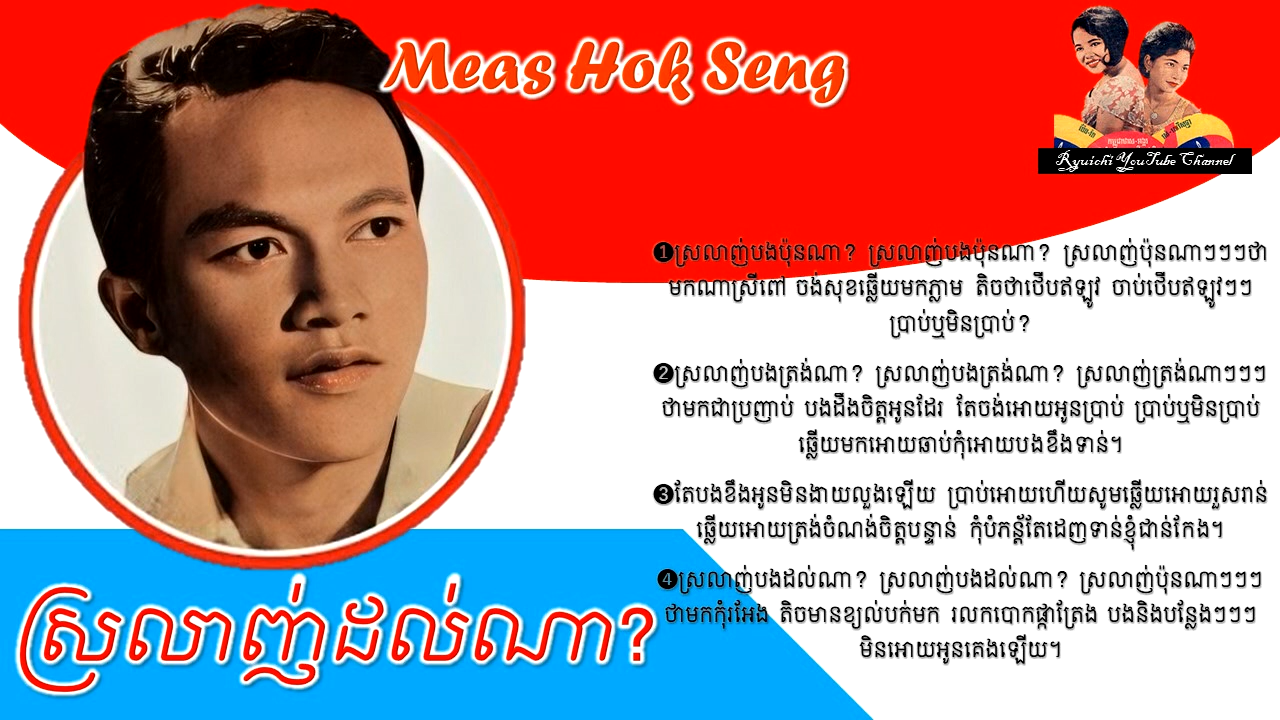 Meas Hok Seng
Ryuichi YouTube Channel
❶ស្រលាញ់បងប៉ុនណា? ស្រលាញ់បងប៉ុនណា? ស្រលាញ់ប៉ុនណាៗៗៗថា
មកណាស្រីពៅ ចង់សុខឆ្លើយមកភ្លាម តិចថាថើបឥឡូវ ចាប់ថើបឥឡូវៗៗ
ប្រាប់ឬមិនប្រាប់?
❷ស្រលាញ់បងត្រង់ណា? ស្រលាញ់បងត្រង់ណា? ស្រលាញ់ត្រង់ណាៗៗៗ
ថាមកជាប្រញាប់ បងដឹងចិត្តអូនដែរ តែចង់អោយអូនប្រាប់ ប្រាប់ឬមិនប្រាប់
ឆ្លើយមកអោយឆាប់កុំអោយបងខឹងទាន់។
❸តែបងខឹងអូនមិនងាយលួងឡើយ ប្រាប់អោយហើយសូមឆ្លើយអោយរួសរាន់
ឆ្លើយអោយត្រង់ចំណង់ចិត្តបន្ទាន់ កុំបំភន្ត័តែដេញទាន់ខ្ញុំជាន់កែង។
❹ស្រលាញ់បងដល់ណា? ស្រលាញ់បងដល់ណា? ស្រលាញ់ប៉ុនណាៗៗៗ
ថាមកកុំរអែង តិចមានខ្យល់បក់មក រលកបោកផ្កាត្រែង បងនិងបន្លែងៗៗៗ
មិនអោយអូនគេងឡើយ។
ស្រលាញ់ដល់ណា?